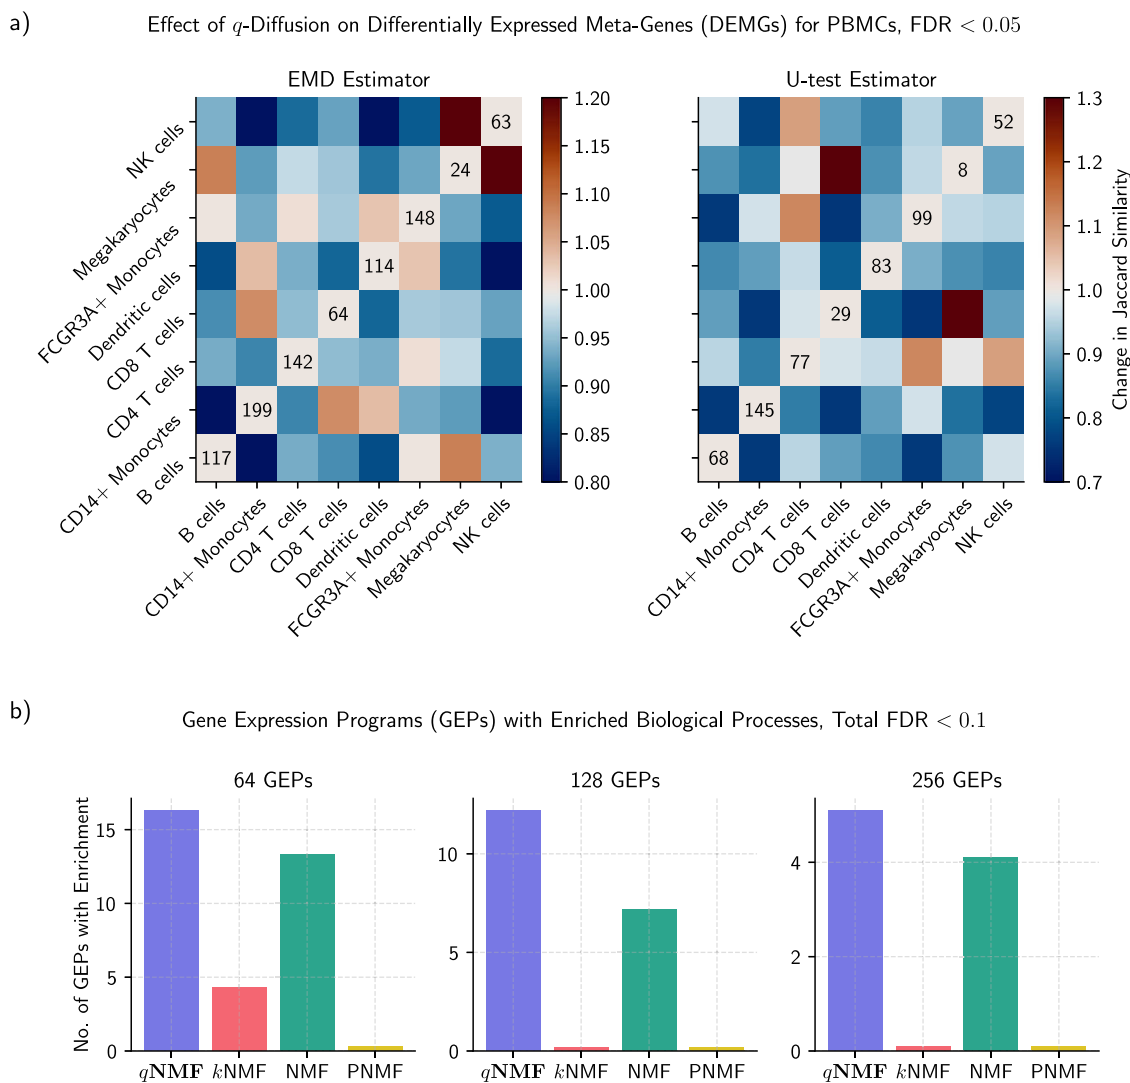 a)
Effect of q-Diffusion on Differentially Expressed Meta-Genes (DEMGs) for PBMCs, FDR < 0.05
EMD Estimator
NK cells
Megakaryocytes
FCGR3A+ Monocytes
Dendritic cells
CD8 T cells
CD4 T cells
CD14+ Monocytes
B cells
63
24
148
114
64
142
199
117
B cells
CD14+ Monocytes
CD4 T cells
CD8 T cells
Dendritic cells
FCGR3A+ Monocytes
Megakaryocytes
NK cells
1.20
1.15
1.10
1.05
1.00
0.95
0.90
0.85
0.80
U-test Estimator
52
8
99
83
29
77
145
68
B cells
CD14+ Monocytes
CD4 T cells
CD8 T cells
Dendritic cells
FCGR3A+ Monocytes
Megakaryocytes
NK cells
1.3
1.2
1.1
1.0
0.9
0.8
0.7
Change in Jaccard Similarity
b)
Gene Expression Programs (GEPs) with Enriched Biological Processes, Total FDR < 0.1
64 GEPs
No. of GEPs with Enrichment
15
10
5
0
qNMF kNMF NMF PNMF
128 GEPs
10
5
0
qNMF kNMF NMF PNMF
256 GEPs
4
2
0
qNMF kNMF NMF PNMF